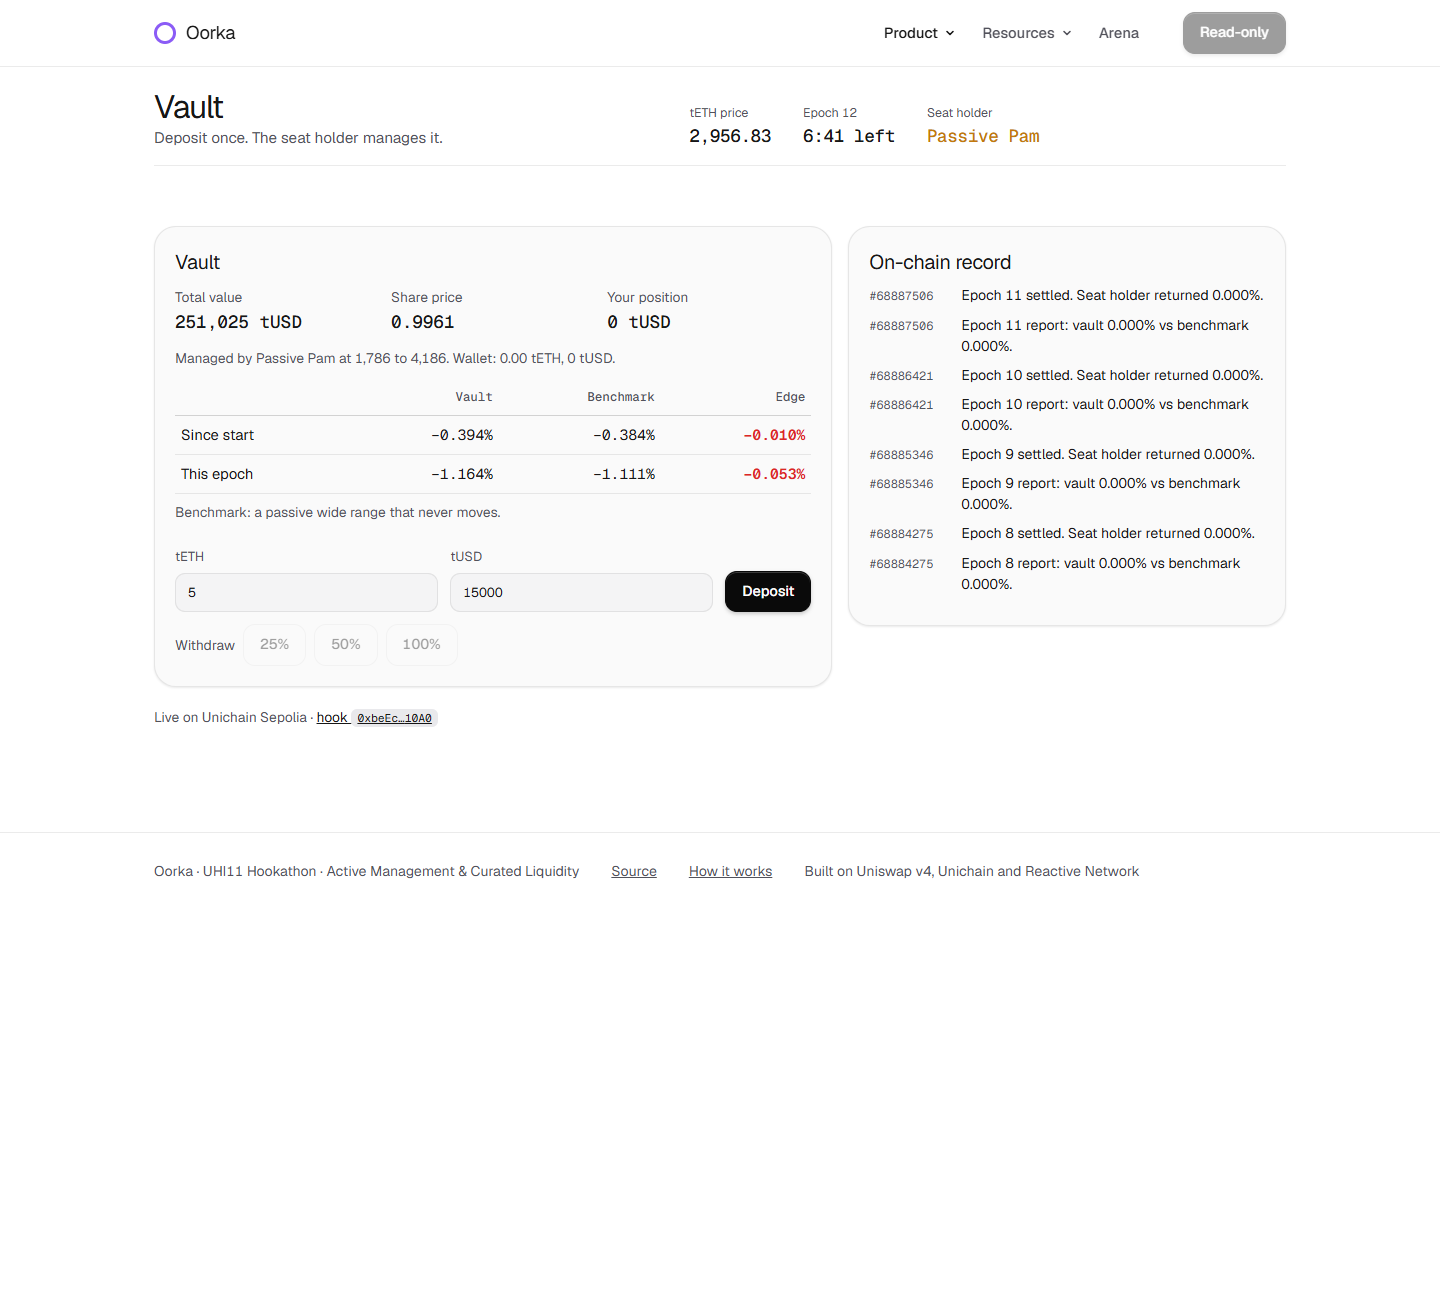 Oorka
Product
Resources
Arena
Read-only
Vault
Deposit once. The seat holder manages it.
tETH price
2,956.83
Epoch 12
6:41 left
Seat holder
Passive Pam
Vault
Total value
251,025 tUSD
Share price
0.9961
Your position
0 tUSD
Managed by Passive Pam at 1,786 to 4,186. Wallet: 0.00 tETH, 0 tUSD.
Vault Benchmark Edge
Since start −0.394% −0.384% −0.010%
This epoch −1.164% −1.111% −0.053%
Benchmark: a passive wide range that never moves.
tETH
5
tUSD
15000
Deposit
Withdraw 25% 50% 100%
On-chain record
#68887506 Epoch 11 settled. Seat holder returned 0.000%.
#68887506 Epoch 11 report: vault 0.000% vs benchmark
0.000%.
#68886421 Epoch 10 settled. Seat holder returned 0.000%.
#68886421 Epoch 10 report: vault 0.000% vs benchmark
0.000%.
#68885346 Epoch 9 settled. Seat holder returned 0.000%.
#68885346 Epoch 9 report: vault 0.000% vs benchmark
0.000%.
#68884275 Epoch 8 settled. Seat holder returned 0.000%.
#68884275 Epoch 8 report: vault 0.000% vs benchmark
0.000%.
Live on Unichain Sepolia · hook 0xbeEc…10A0
Oorka · UHI11 Hookathon · Active Management & Curated Liquidity
Source
How it works
Built on Uniswap v4, Unichain and Reactive Network